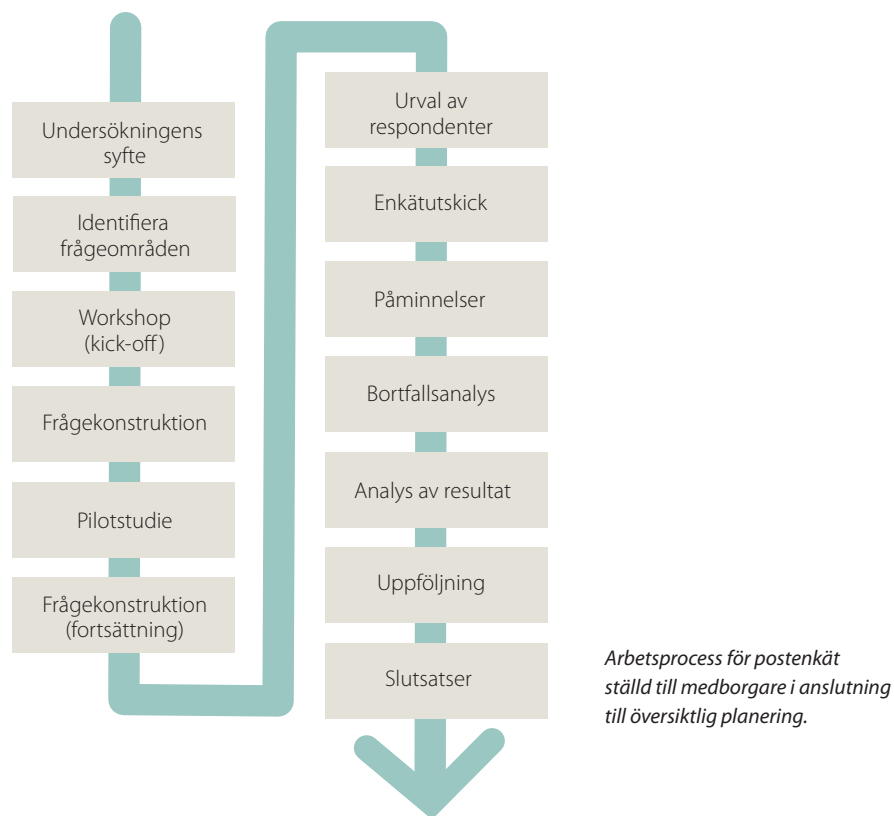 Undersökningens
syfte
Identifiera
frågeområden
Workshop
(kick-off)
Frågekonstruktion
Pilotstudie
Frågekonstruktion
(fortsättning)
Urval av
respondenter
Enkätutskick
Påminnelser
Bortfallsanalys
Analys av resultat
Uppföljning
Slutsatser
Arbetsprocess för postenkät
ställd till medborgare i anslutning
till översiktlig planering.